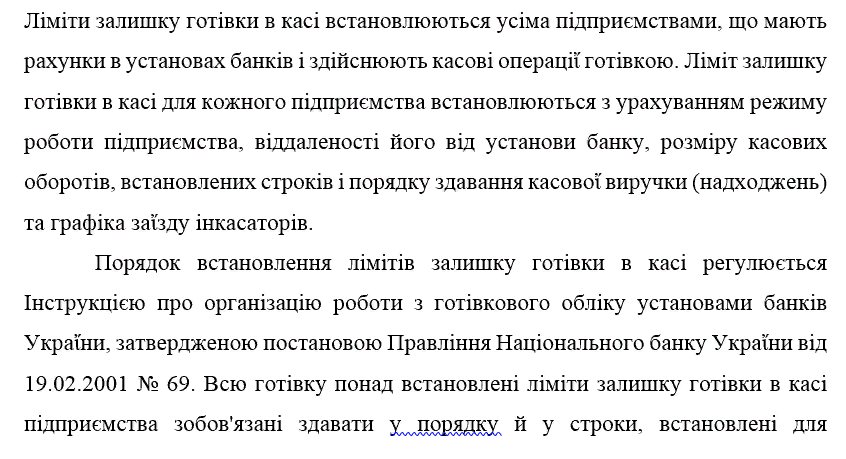 Ліміти залишку готівки в касі встановлюються усіма підприємствами, що мають
рахунки в установах банків і здійснюють касові операції готівкою. Ліміт залишку
готівки в касі для кожного підприємства встановлюються з урахуванням режиму
роботи підприємства, віддаленості його від установи банку, розміру касових
оборотів, встановлених строків і порядку здавання касової виручки (надходжень)
та графіка заїзду інкасаторів.
Порядок встановлення лімітів залишку готівки в касі регулюється
Інструкцією про організацію роботи з готівкового обліку установами банків
України, затвердженою постановою Правління Національного банку України від
19.02.2001 № 69. Всю готівку понад встановлені ліміти залишку готівки в касі
підприємства зобов'язані здавати у порядку й у строки, встановлені для